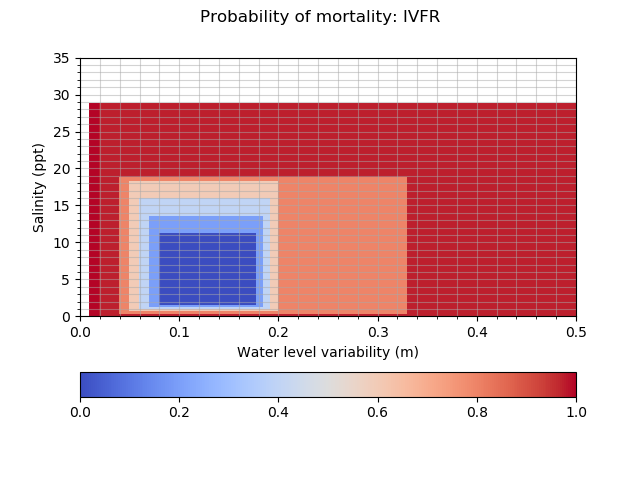 Probability of mortality: IVFR
35
30
25
20
15
10
5
0
Salinity (ppt)
0.0 0.1 0.2 0.3 0.4 0.5
Water level variability (m)
0.0 0.2 0.4 0.6 0.8 1.0